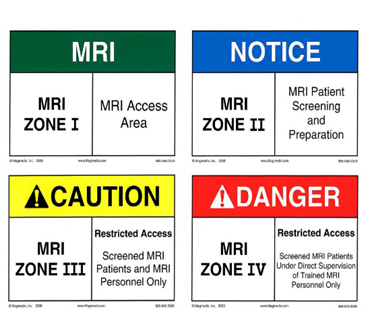 MRI
MRI
ZONE I
MRI Access
Area
NOTICE
MRI
ZONE II
MRI Patient
Screening
and
Preparation
CAUTION
MRI
ZONE III
Restricted Access
Screened MRI
Patients and MRI
Personnel Only
DANGER
MRI
ZONE IV
Restricted Access
Screened MRI Patients
Under Direct Supervision
of Trained MRI
Personnel Only